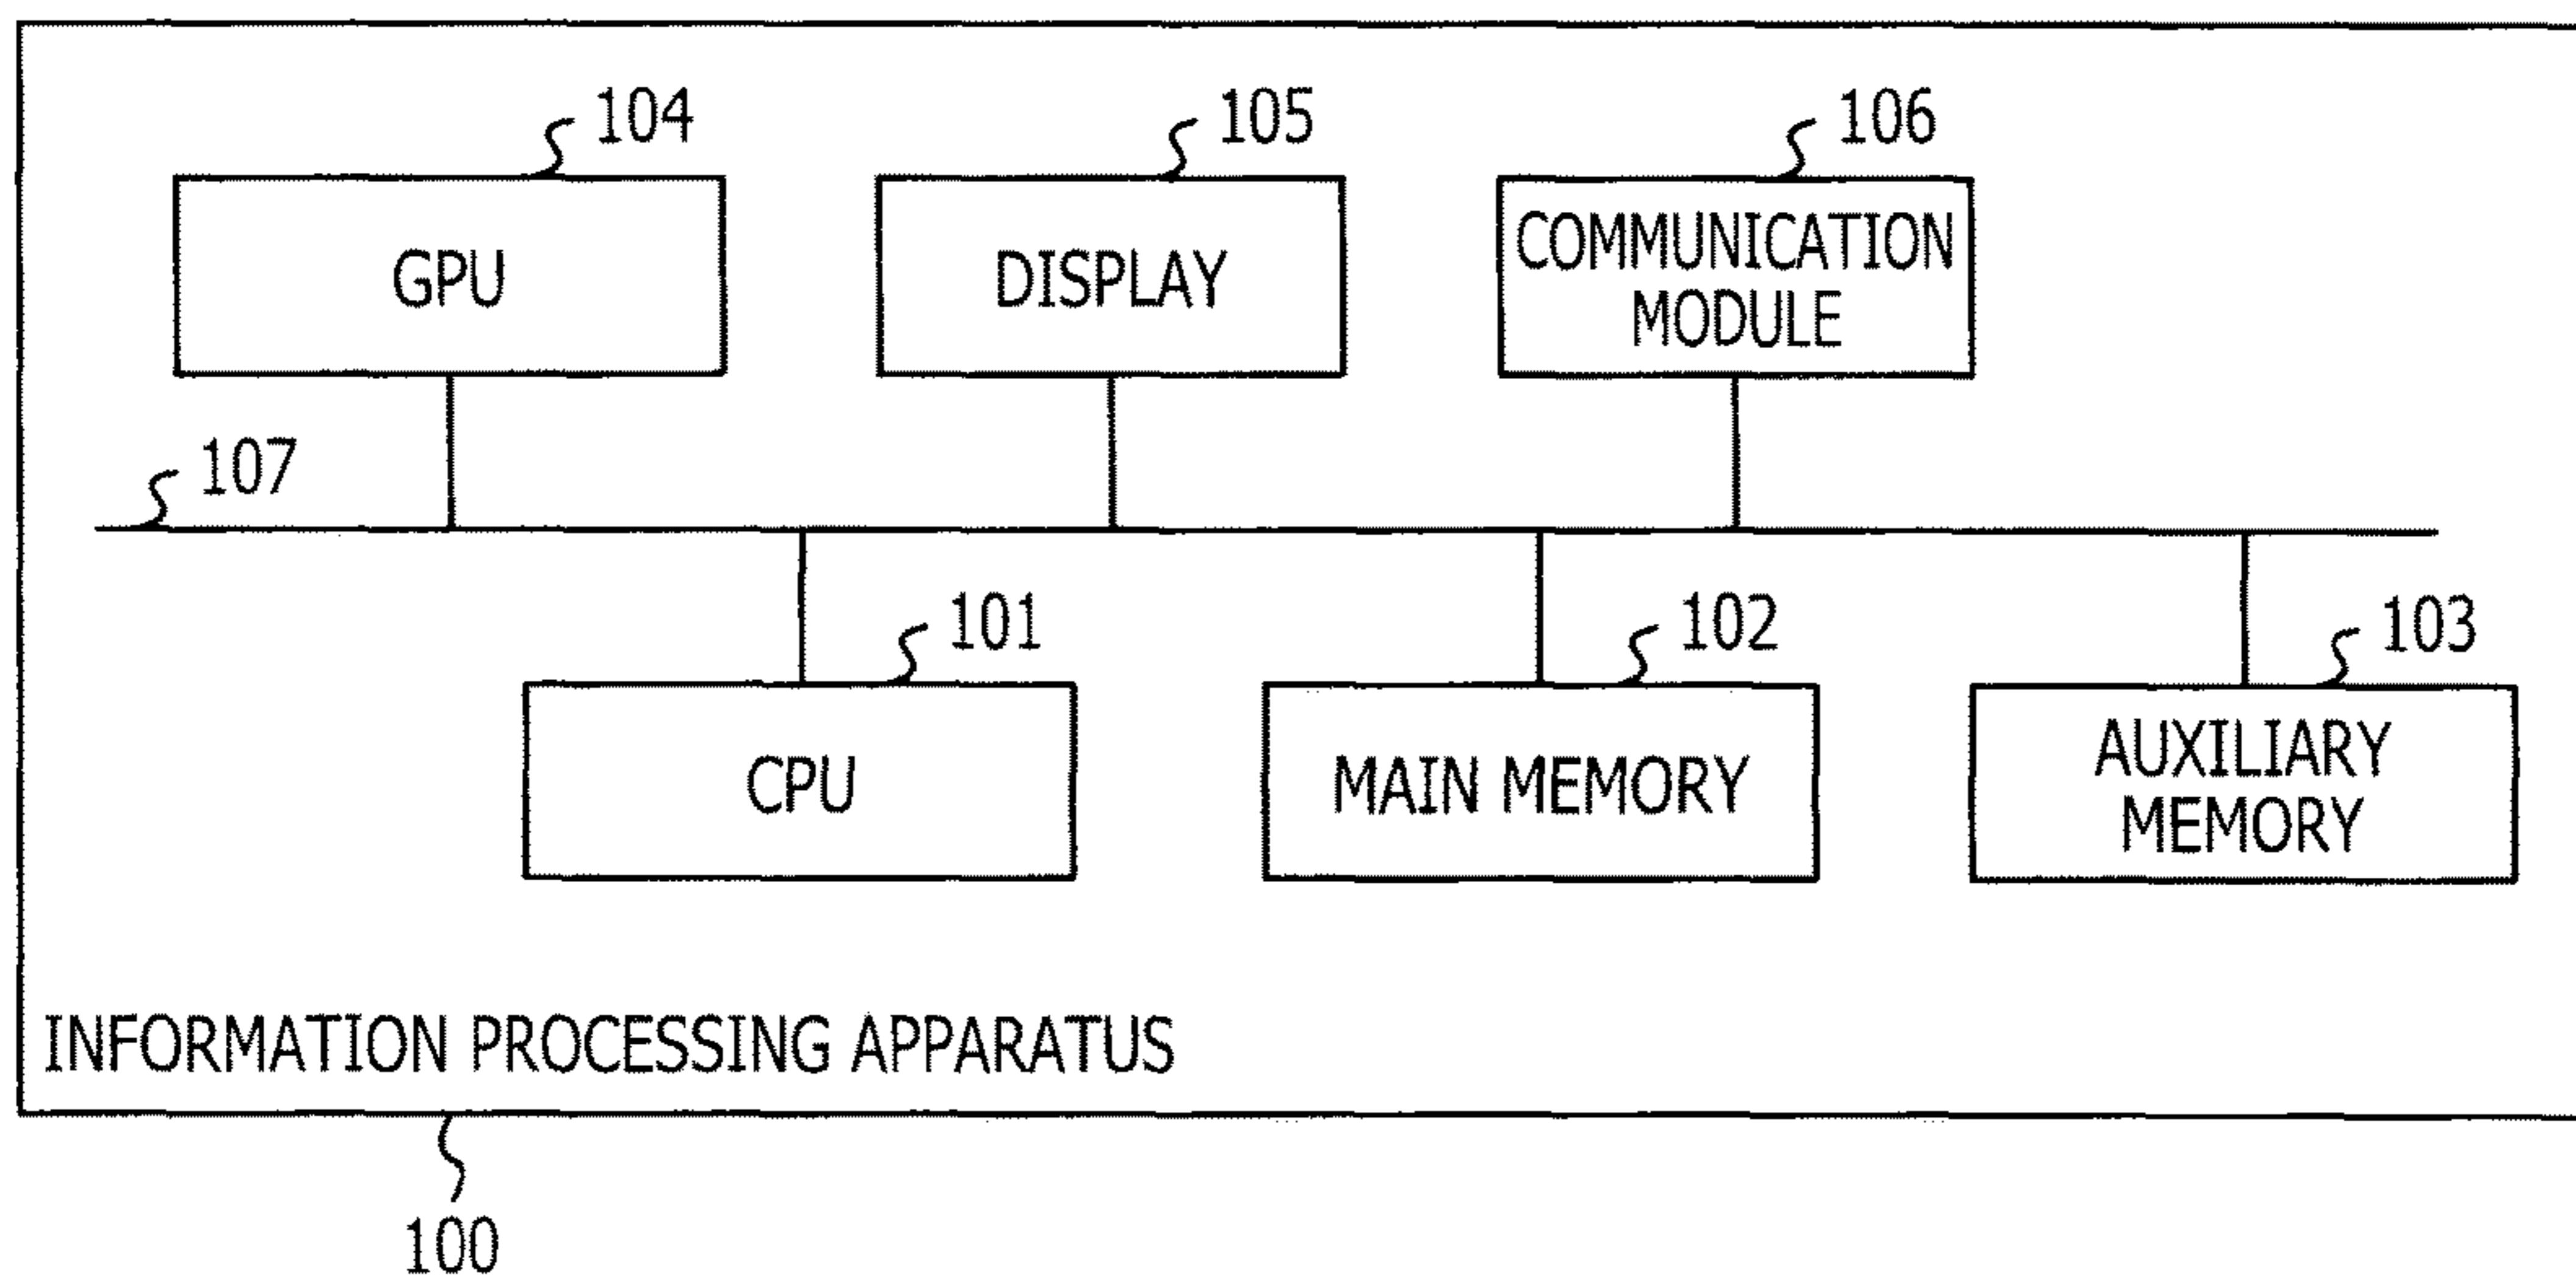 104
105
106
GPU
DISPLAY
COMMUNICATION
MODULE
107
101
102
103
CPU
MAIN MEMORY
AUXILIARY
MEMORY
INFORMATION PROCESSING APPARATUS
100